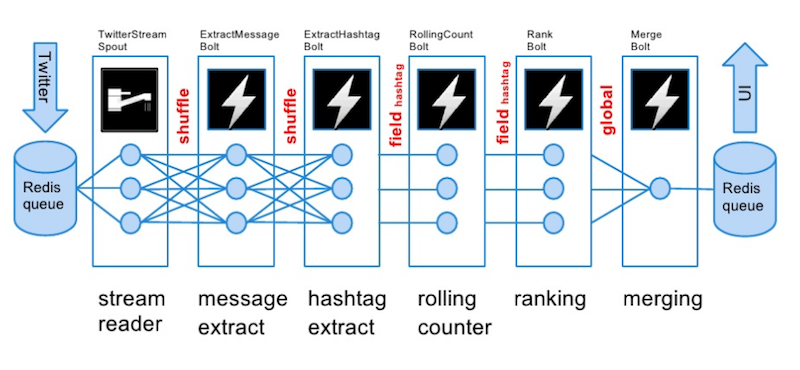 TwitterStream
Spout
ExtractMessage
Bolt
ExtractHashtag
Bolt
RollingCount
Bolt
Rank
Bolt
Merge
Bolt
Twitter
shuffle
shuffle
field hashtag
field hashtag
global
UI
Redis
queue
Redis
queue
stream
reader
message
extract
hashtag
extract
rolling
counter
ranking
merging